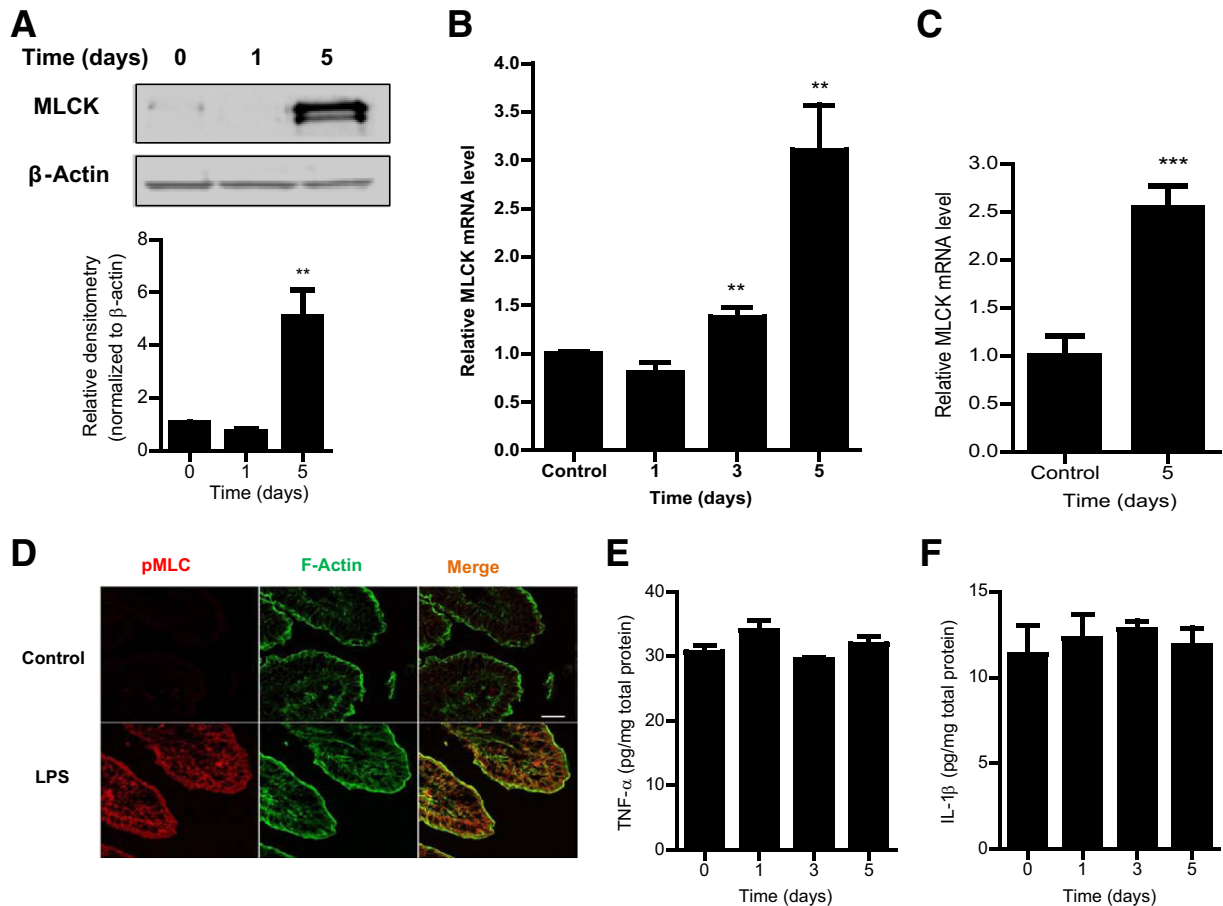 A
Time (days) 0 1 5
MLCK
β-Actin
Relative densitometry
(normalized to β-actin)
8
6
4
2
0
**
0 1 5
Time (days)
B
Relative MLCK mRNA level
4.0
3.5
3.0
2.5
2.0
1.5
1.0
0.5
0.0
**
**
Control 1 3 5
Time (days)
C
Relative MLCK mRNA level
3.0
2.5
2.0
1.5
1.0
0.5
0.0
***
Control 5
Time (days)
D
pMLC F-Actin Merge
Control
LPS
E
TNF-α (pg/mg total protein)
40
30
20
10
0
0 1 3 5
Time (days)
F
IL-1β (pg/mg total protein)
15
10
5
0
0 1 3 5
Time (days)